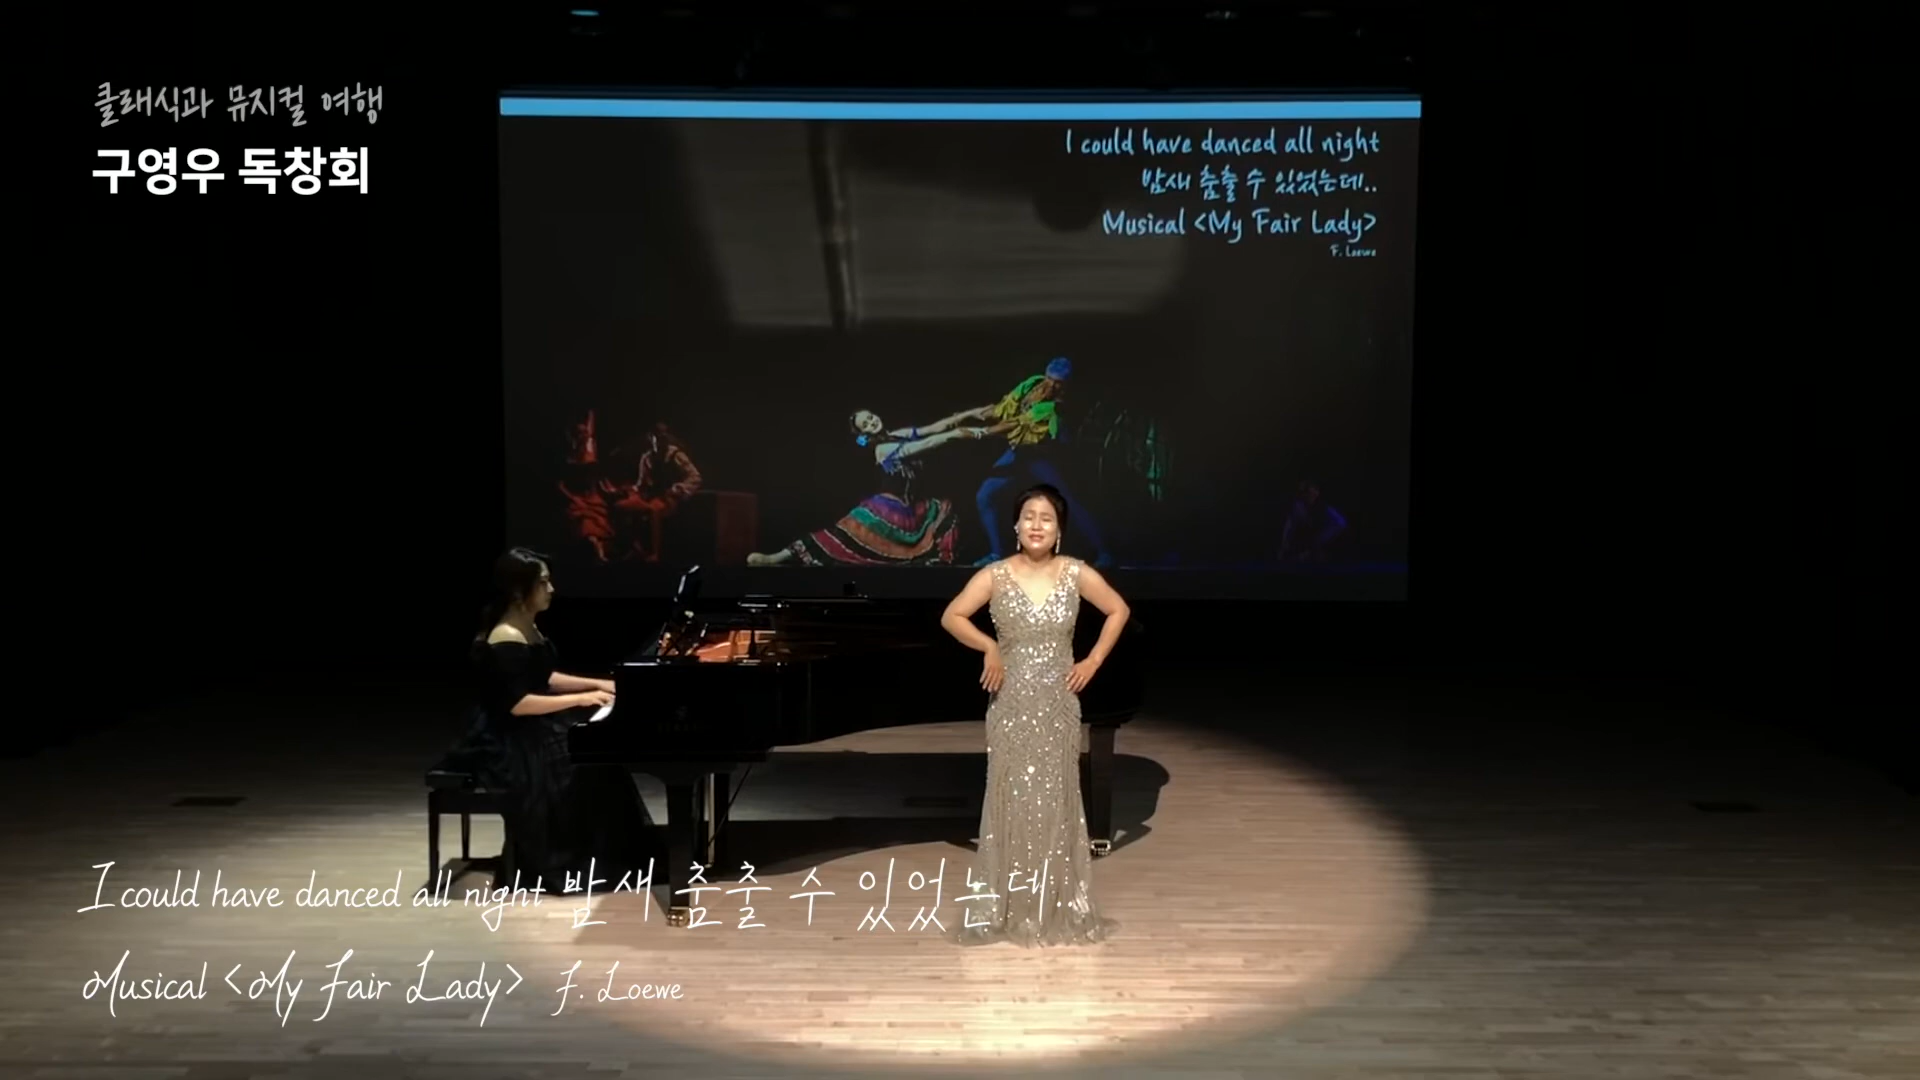 클래식과 뮤지컬 여행
구영우 독창회
I could have danced all night
밤새 춤출 수 있었는데..
Musical <My Fair Lady>
F. Loewe
I could have danced all night 밤새 춤출 수 있었는데..
Musical <My Fair Lady> F. Loewe